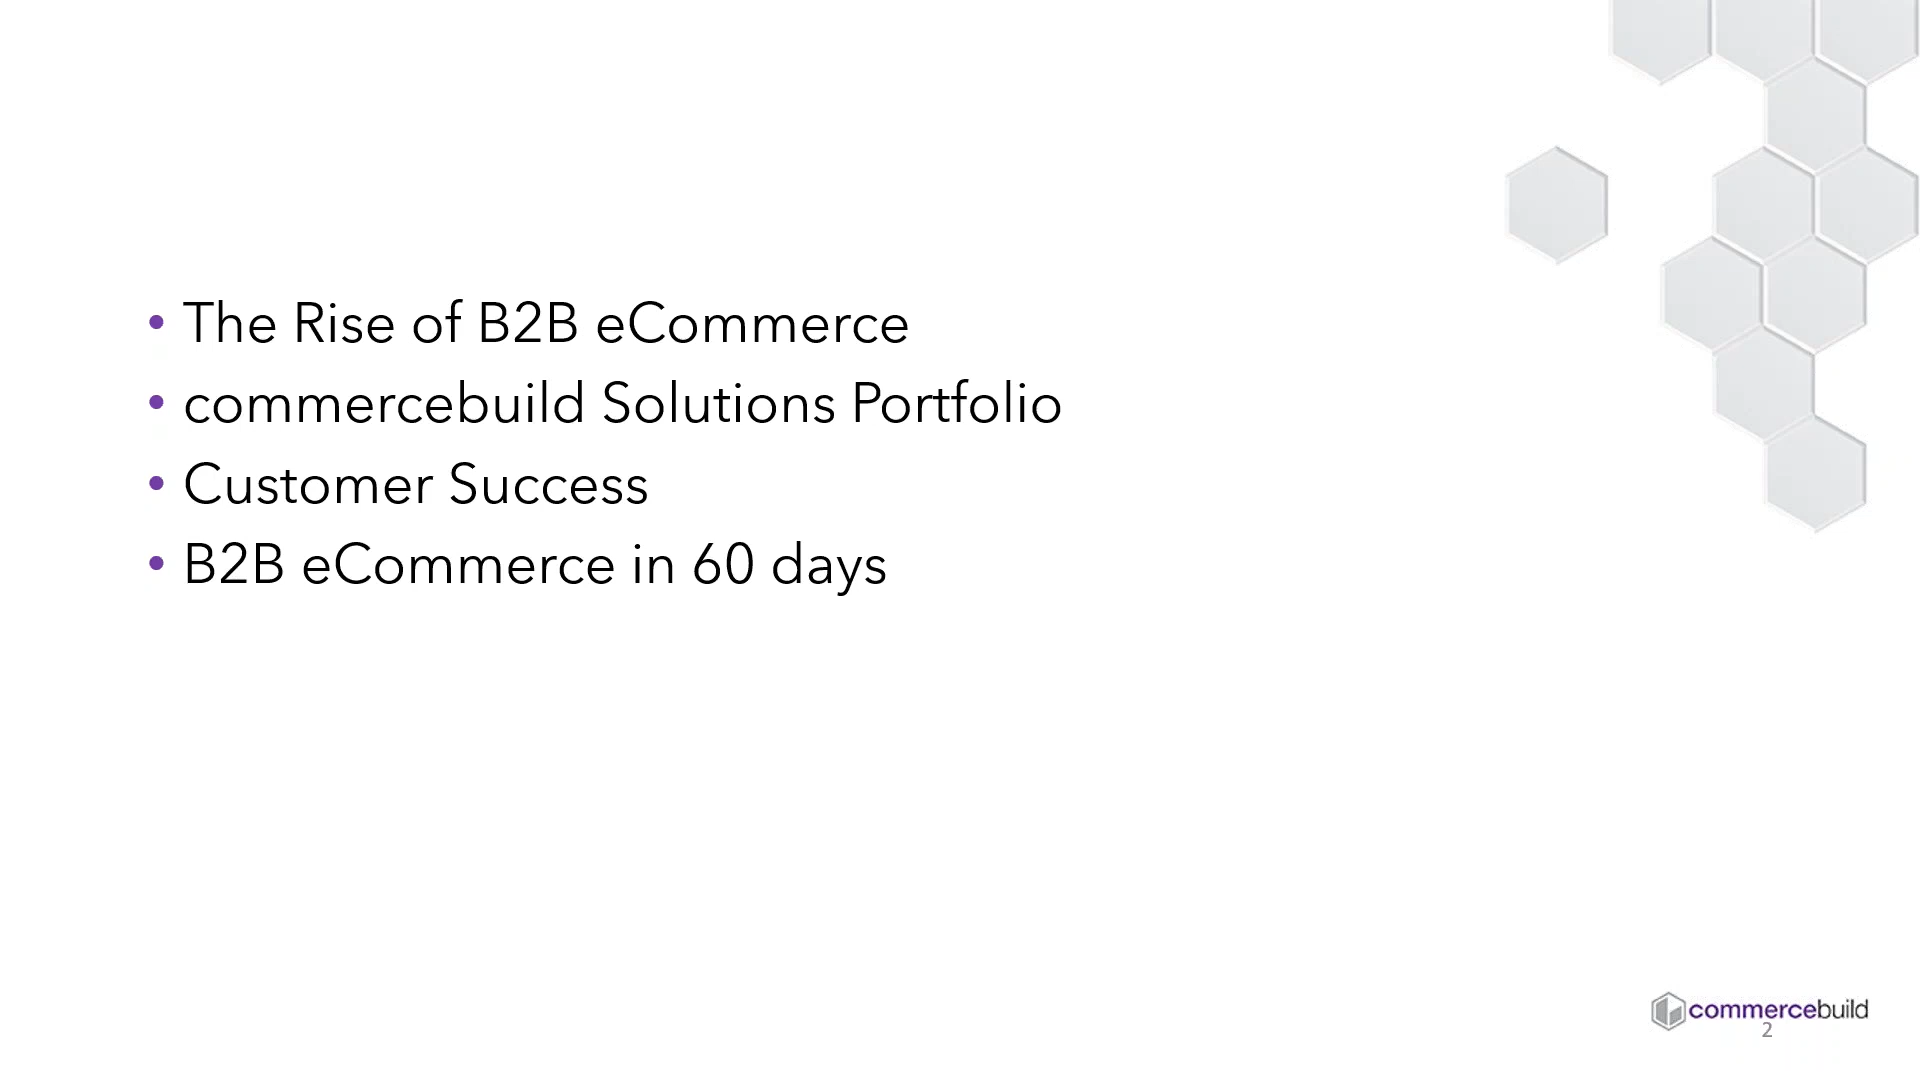 • The Rise of B2B eCommerce
• commercebuild Solutions Portfolio
• Customer Success
• B2B eCommerce in 60 days
commercebuild
2